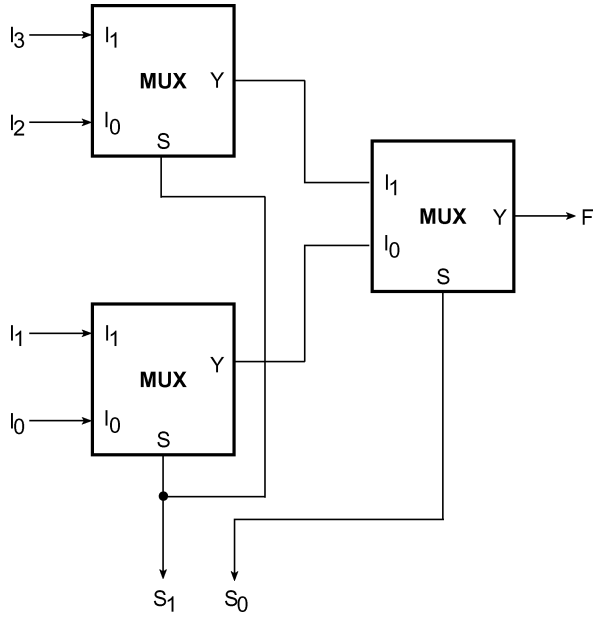 I3 I1
MUX Y
I2 I0
S
I1
MUX Y F
I0
S
I1 I1
Y
MUX
I0 I0
S
S1 S0